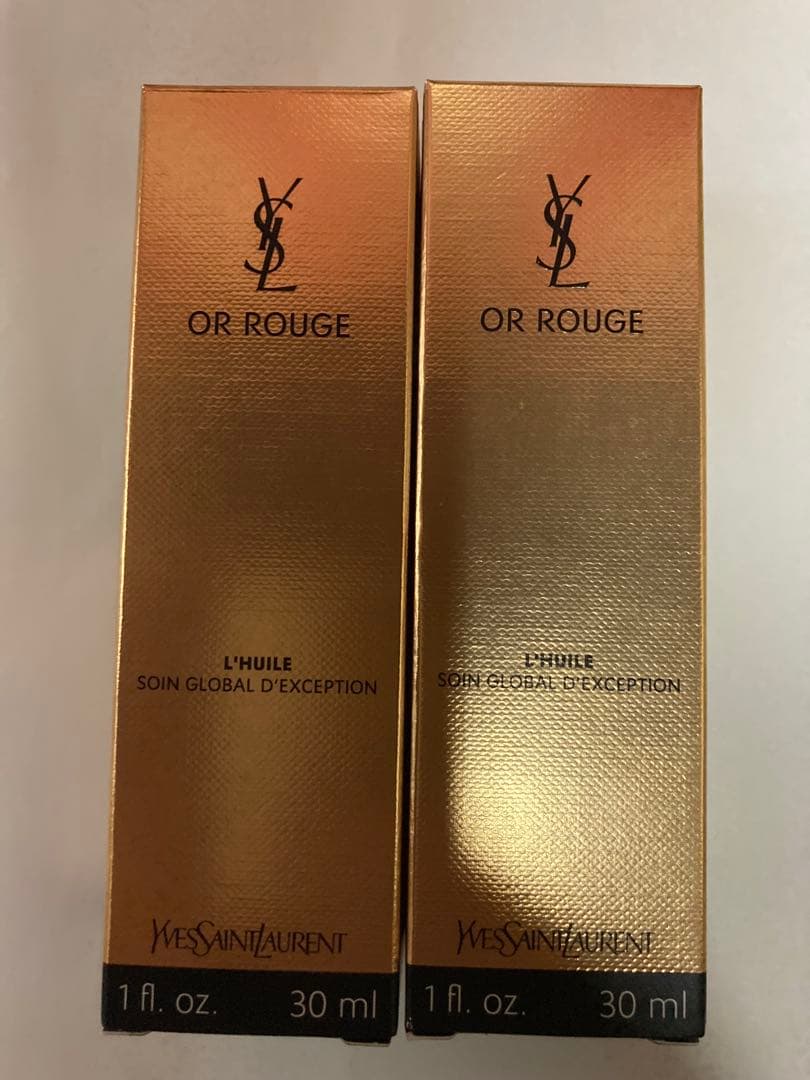 YSL
OR ROUGE
L'HUILE
SOIN GLOBAL D'EXCEPTION
YVESSAINTLAURENT
1 fl. oz. 30 ml
YSL
OR ROUGE
L'HUILE
SOIN GLOBAL D'EXCEPTION
YVESSAINTLAURENT
1 fl. oz. 30 ml